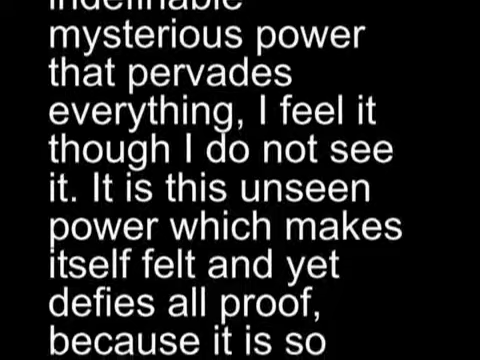 indefinable
mysterious power
that pervades
everything, I feel it
though I do not see
it. It is this unseen
power which makes
itself felt and yet
defies all proof,
because it is so